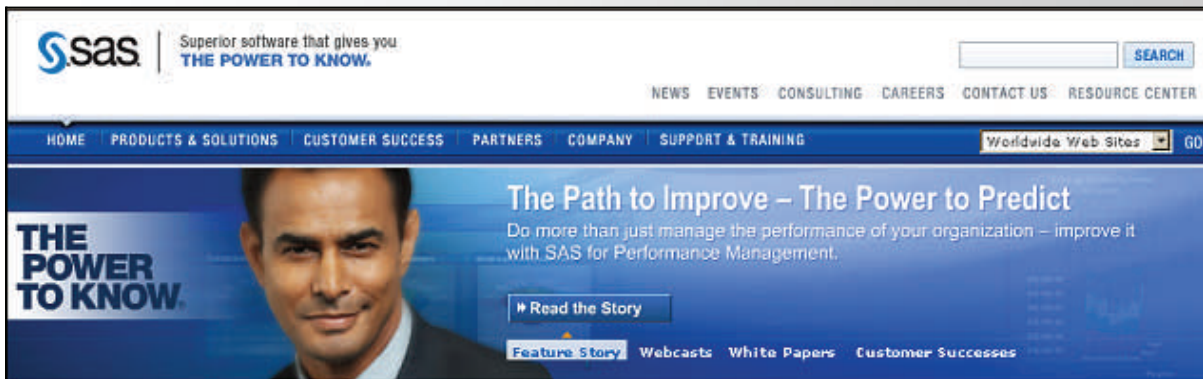 sas
Superior software that gives you
THE POWER TO KNOW.
SEARCH
NEWS EVENTS CONSULTING CAREERS CONTACT US RESOURCE CENTER
HOME PRODUCTS & SOLUTIONS CUSTOMER SUCCESS PARTNERS COMPANY SUPPORT & TRAINING Worldwide Web Sites GO
THE
POWER
TO KNOW.
The Path to Improve – The Power to Predict
Do more than just manage the performance of your organization – improve it
with SAS for Performance Management.
Read the Story
Feature Story Webcasts White Papers Customer Successes